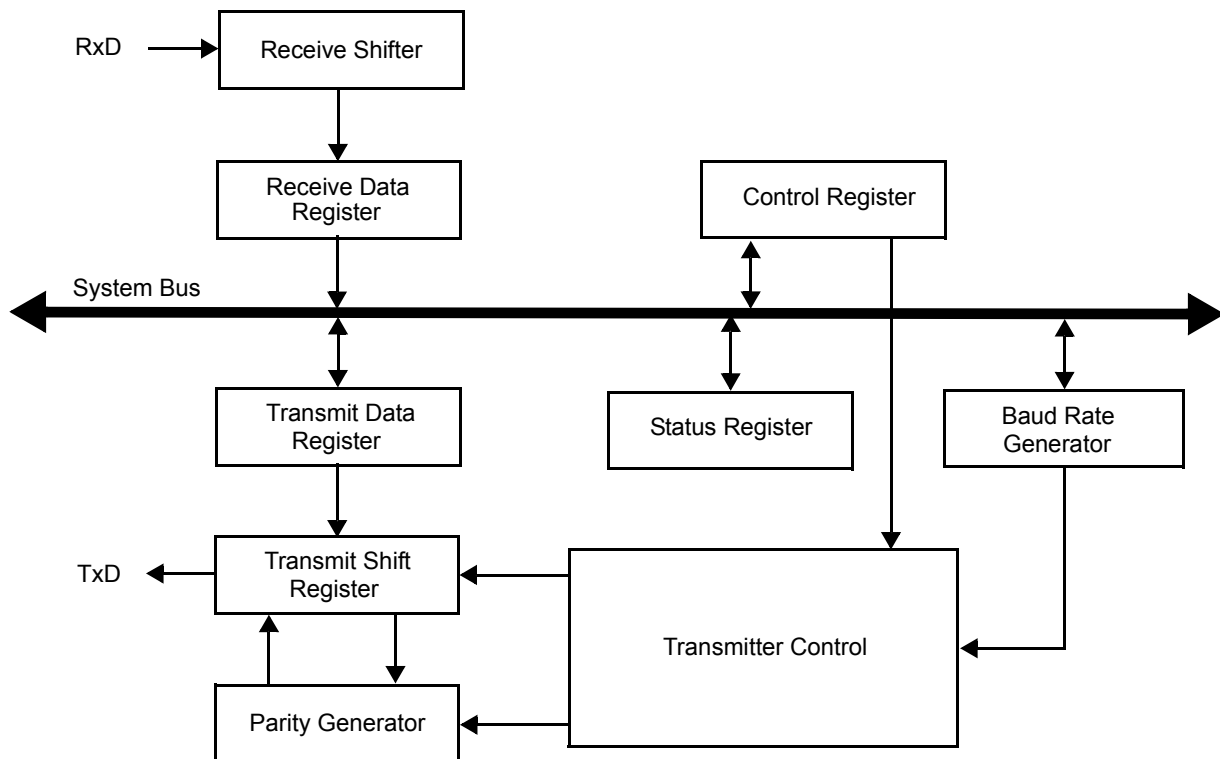 RxD
Receive Shifter
Receive Data
Register
Control Register
System Bus
Transmit Data
Register
Status Register
Baud Rate
Generator
TxD
Transmit Shift
Register
Transmitter Control
Parity Generator